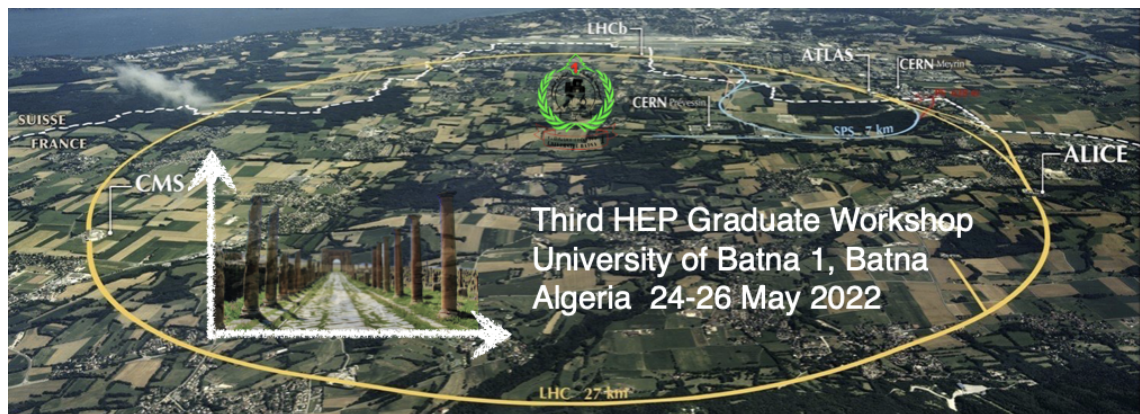 LHCb
ATLAS
CERN Meyrin
CERN Prévessin
SPS 7 km
SUISSE
FRANCE
CMS
ALICE
Third HEP Graduate Workshop
University of Batna 1, Batna
Algeria 24-26 May 2022
LHC 27 km